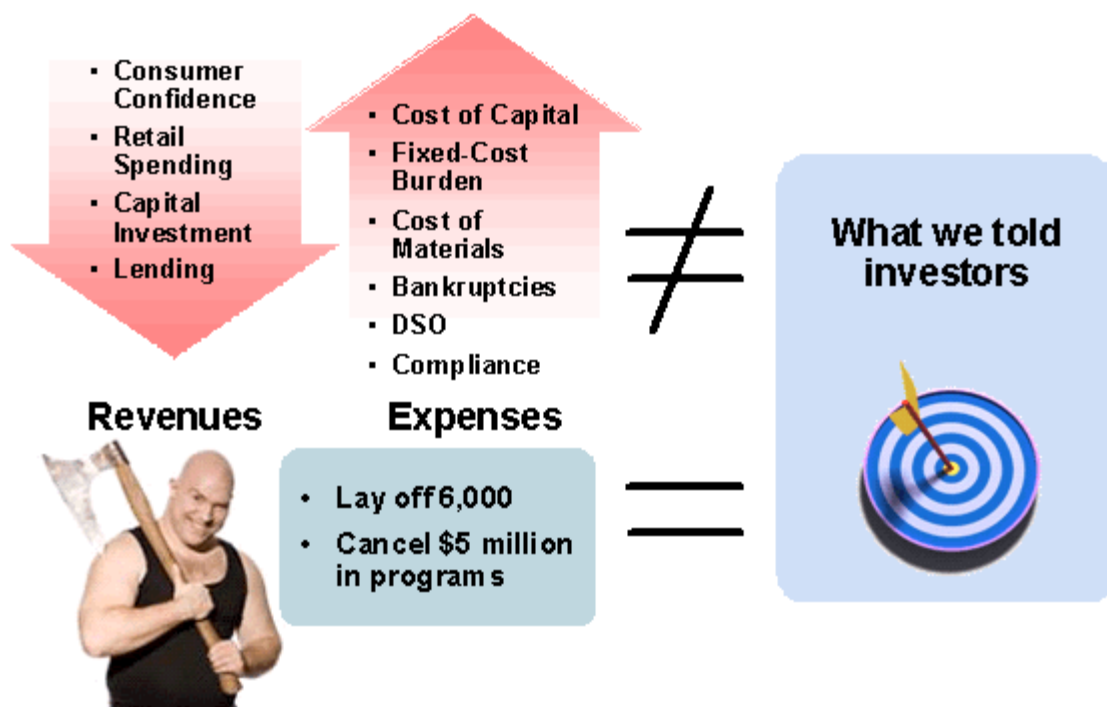 ▪ Consumer
Confidence
▪ Retail
Spending
▪ Capital
Investment
▪ Lending
Revenues
▪ Cost of Capital
▪ Fixed-Cost
Burden
▪ Cost of
Materials
▪ Bankruptcies
▪ DSO
▪ Compliance
Expenses
≠
What we told
investors
• Lay off 6,000
• Cancel $5 million
in programs
=